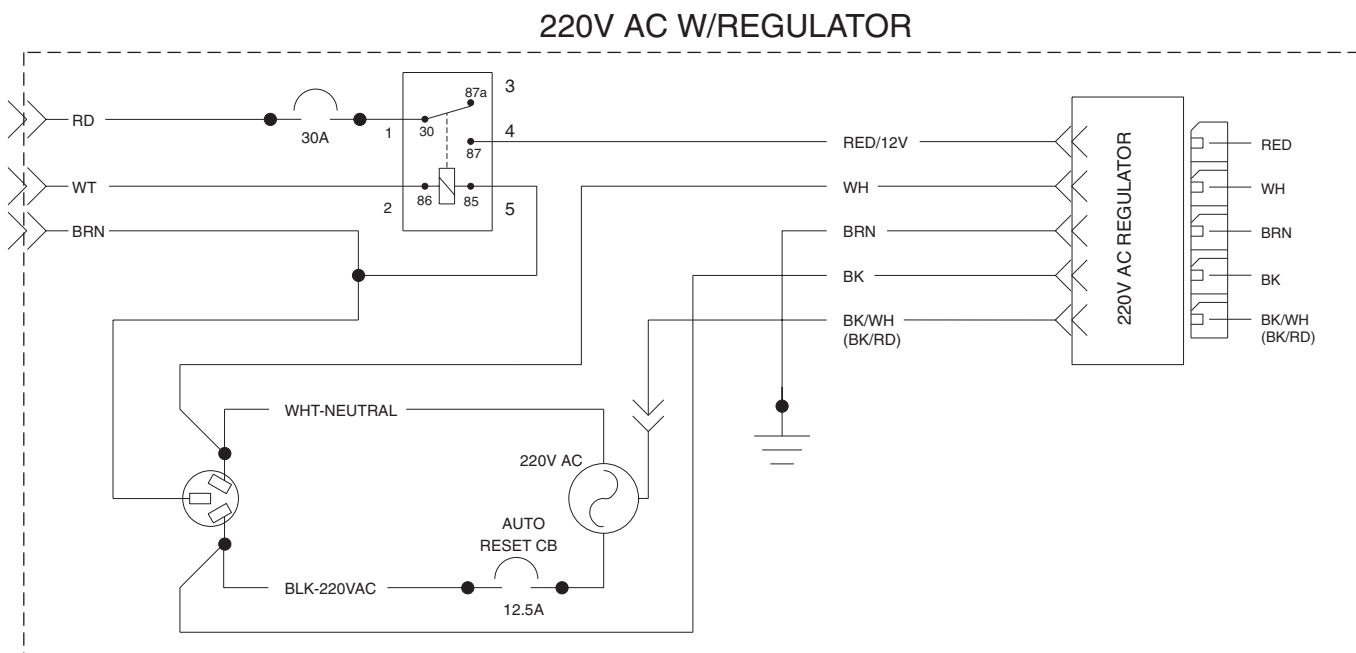 220V AC W/REGULATOR
RD
30A
1
30
87a
3
87
4
WT
2
86
85
5
BRN
RED/12V
WH
BRN
BK
BK/WH
(BK/RD)
220V AC REGULATOR
RED
WH
BRN
BK
BK/WH
(BK/RD)
WHT-NEUTRAL
220V AC
AUTO
RESET CB
12.5A
BLK-220VAC